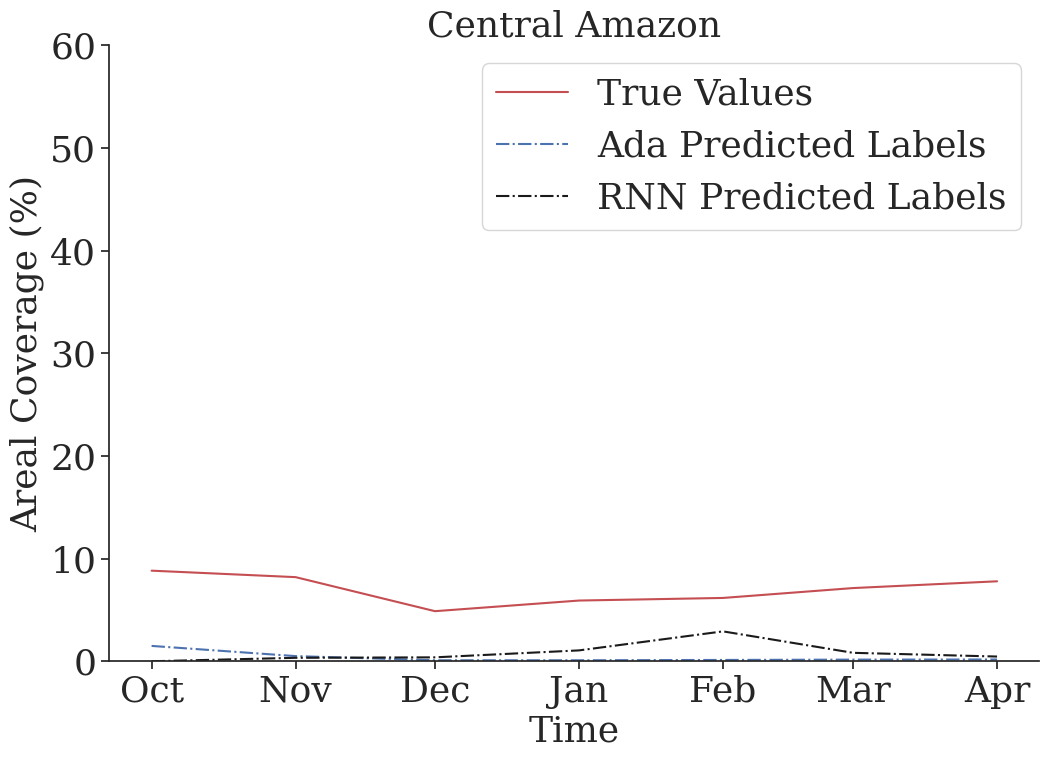 Central Amazon
60
50
40
30
20
10
0
Areal Coverage (%)
True Values
Ada Predicted Labels
RNN Predicted Labels
Oct Nov Dec Jan Feb Mar Apr
Time